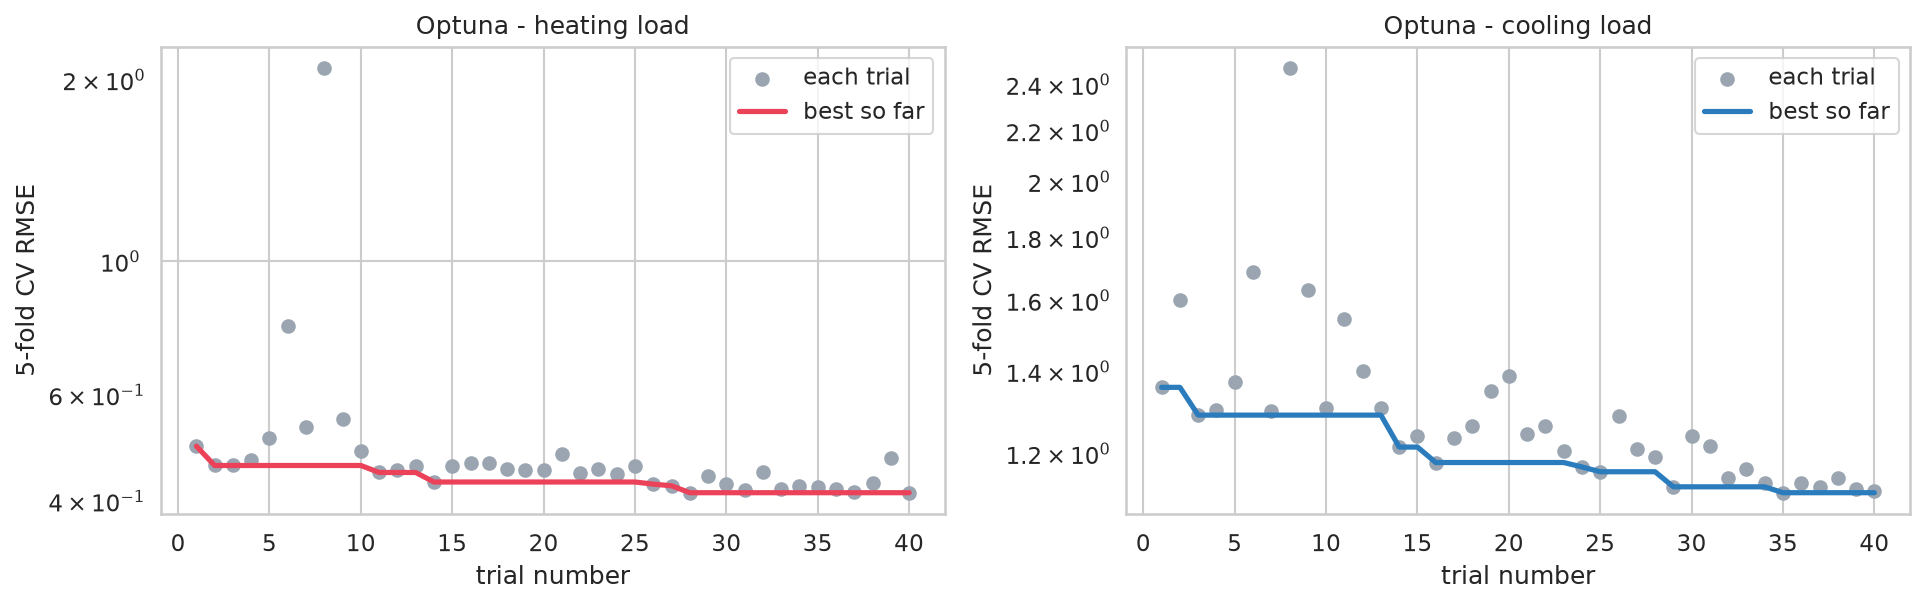 Optuna - heating load
5-fold CV RMSE
2 × 10⁰
10⁰
6 × 10⁻¹
4 × 10⁻¹
each trial
best so far
0 5 10 15 20 25 30 35 40
trial number
Optuna - cooling load
5-fold CV RMSE
2.4 × 10⁰
2.2 × 10⁰
2 × 10⁰
1.8 × 10⁰
1.6 × 10⁰
1.4 × 10⁰
1.2 × 10⁰
each trial
best so far
0 5 10 15 20 25 30 35 40
trial number